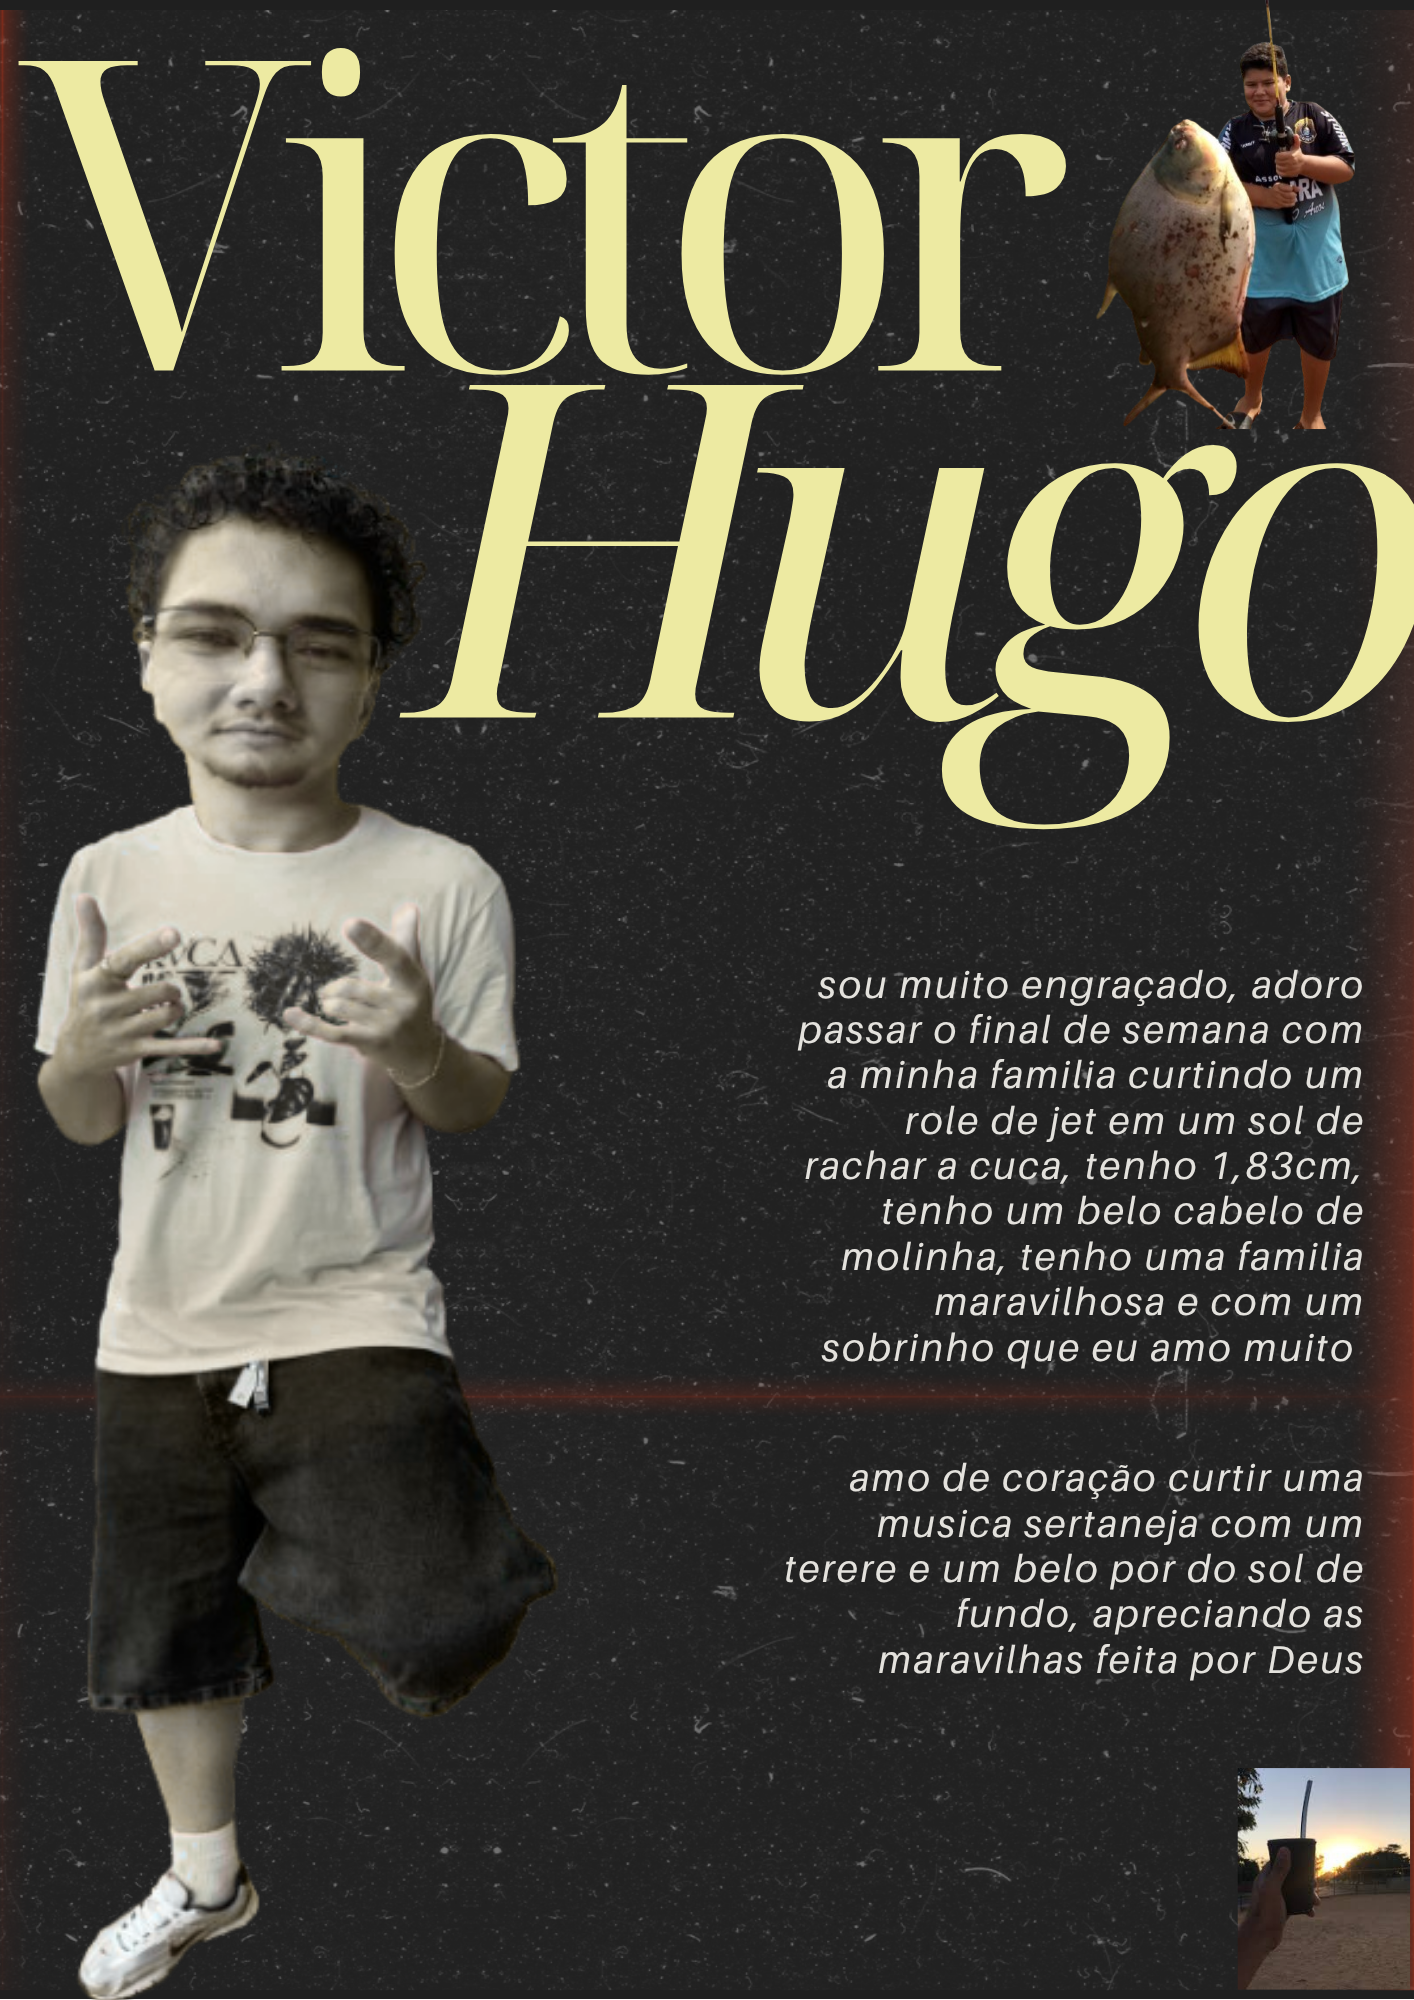 Victor
Hugo
RVCA
sou muito engraçado, adoro
passar o final de semana com
a minha familia curtindo um
role de jet em um sol de
rachar a cuca, tenho 1,83cm,
tenho um belo cabelo de
molinha, tenho uma familia
maravilhosa e com um
sobrinho que eu amo muito
amo de coração curtir uma
musica sertaneja com um
terere e um belo por do sol de
fundo, apreciando as
maravilhas feita por Deus